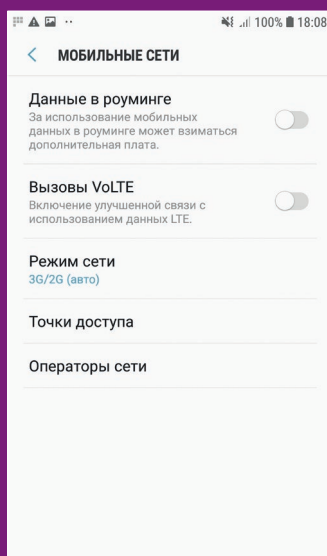 100% 18:08
МОБИЛЬНЫЕ СЕТИ
Данные в роуминге
За использование мобильных
данных в роуминге может взиматься
дополнительная плата.
Вызовы VoLTE
Включение улучшенной связи с
использованием данных LTE.
Режим сети
3G/2G (авто)
Точки доступа
Операторы сети